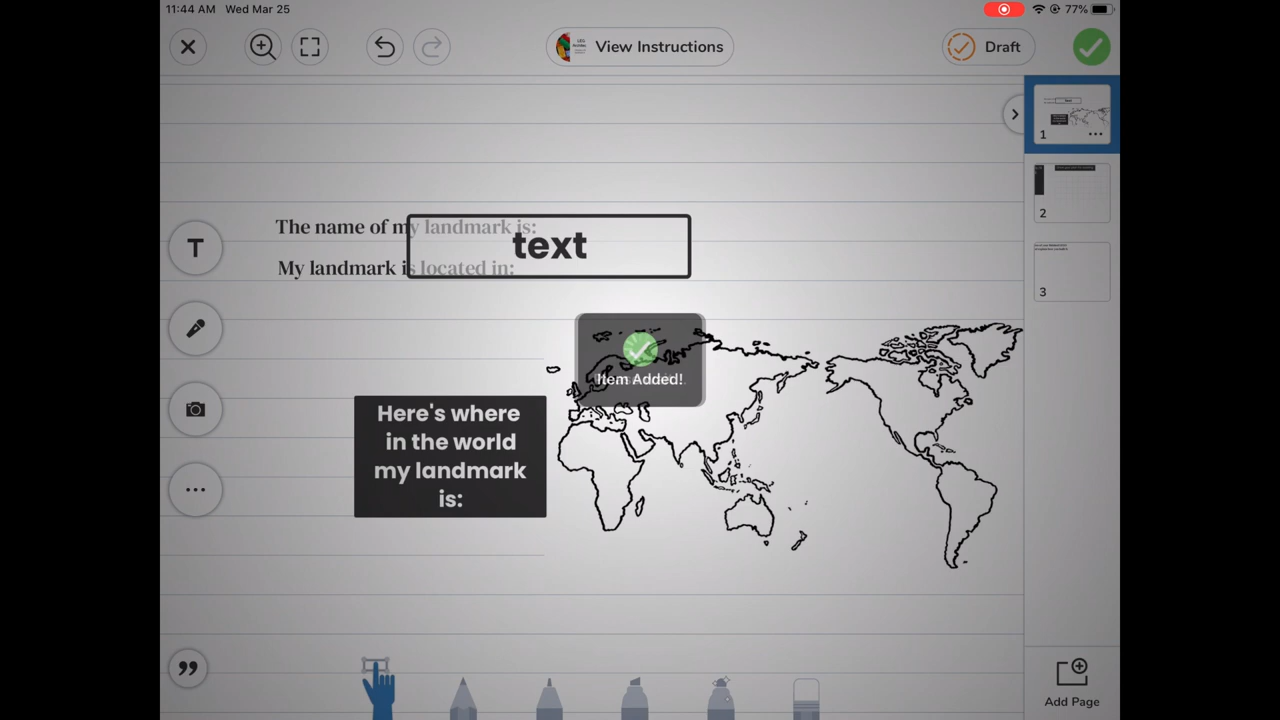 11:44 AM Wed Mar 25
77%
View Instructions
Draft
The name of my landmark is:
text
My landmark is located in:
T
Item Added!
Here's where
in the world
my landmark
is:
1
2
3
Add Page